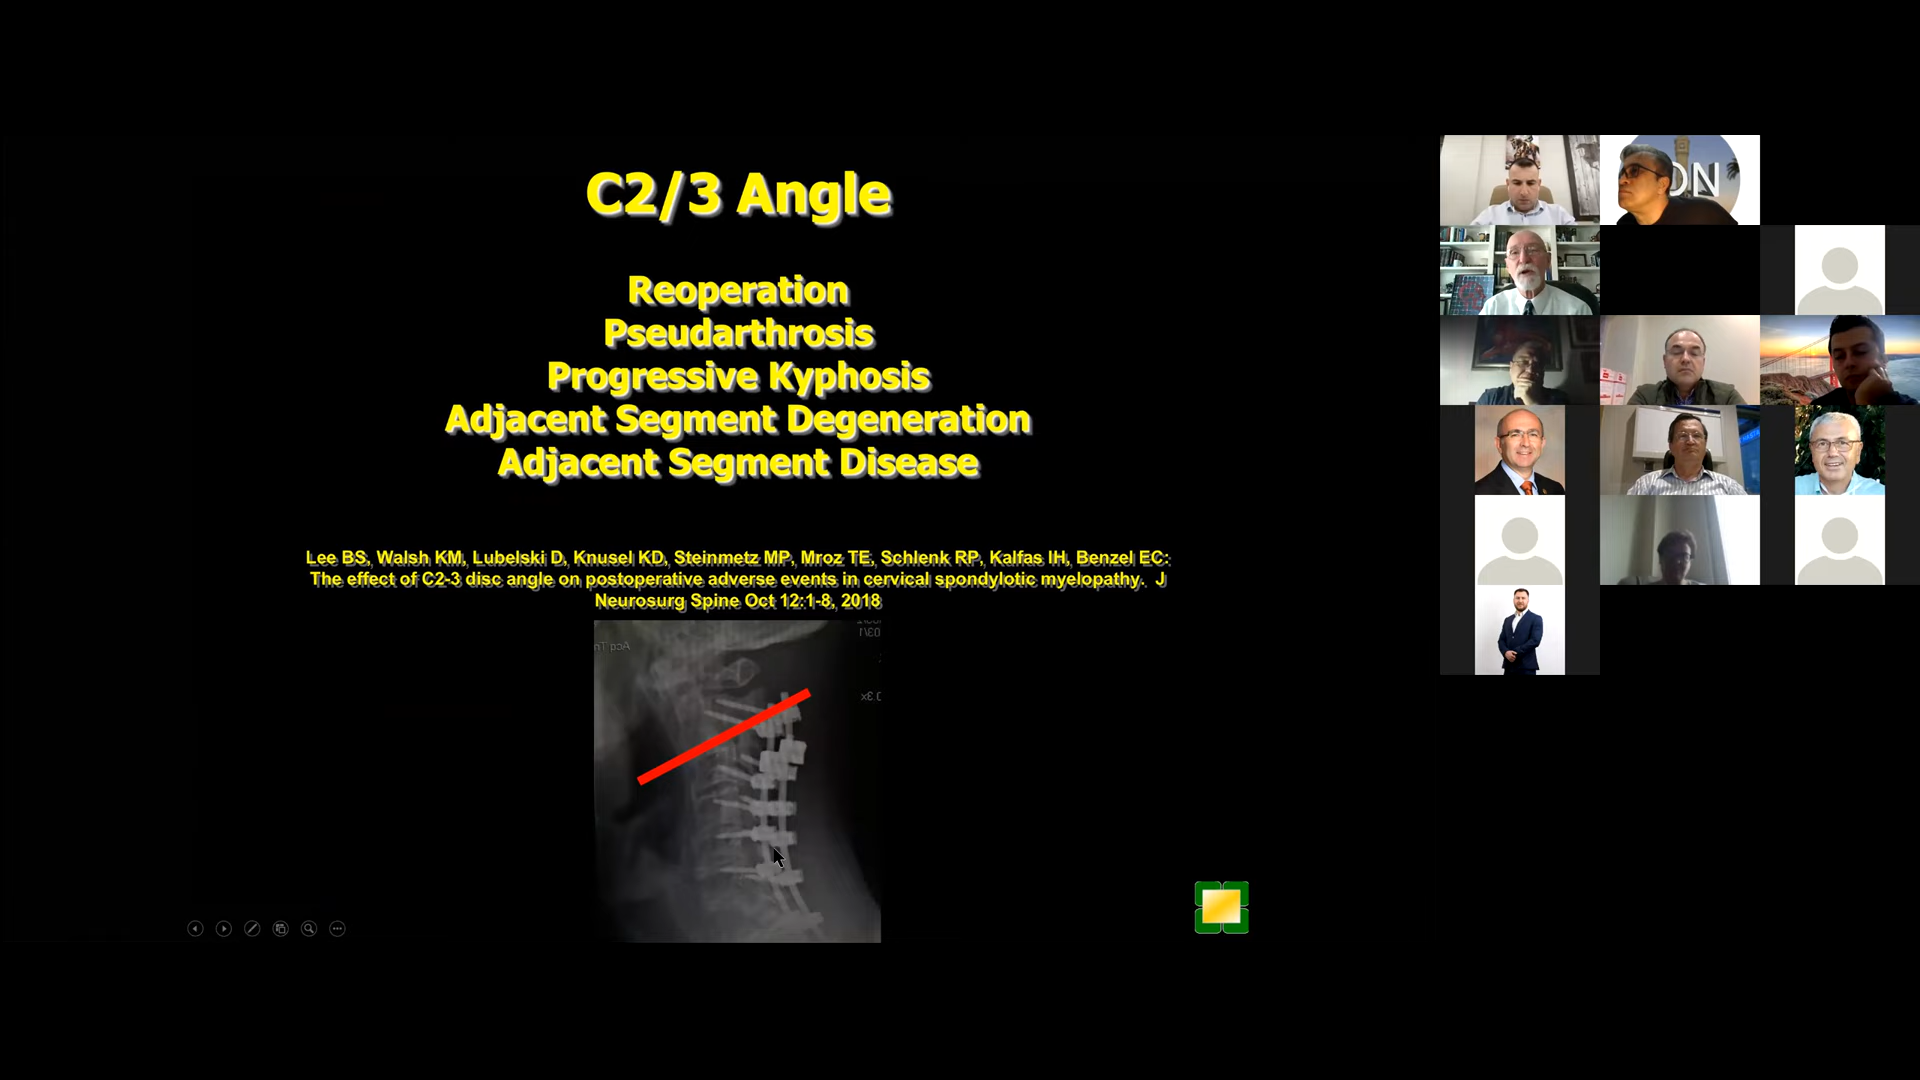 C2/3 Angle
Reoperation
Pseudarthrosis
Progressive Kyphosis
Adjacent Segment Degeneration
Adjacent Segment Disease
Lee BS, Walsh KM, Lubelski D, Knusel KD, Steinmetz MP, Mroz TE, Schlenk RP, Kalfas IH, Benzel EC:
The effect of C2-3 disc angle on postoperative adverse events in cervical spondylotic myelopathy. J
Neurosurg Spine Oct 12:1-8, 2018
ON